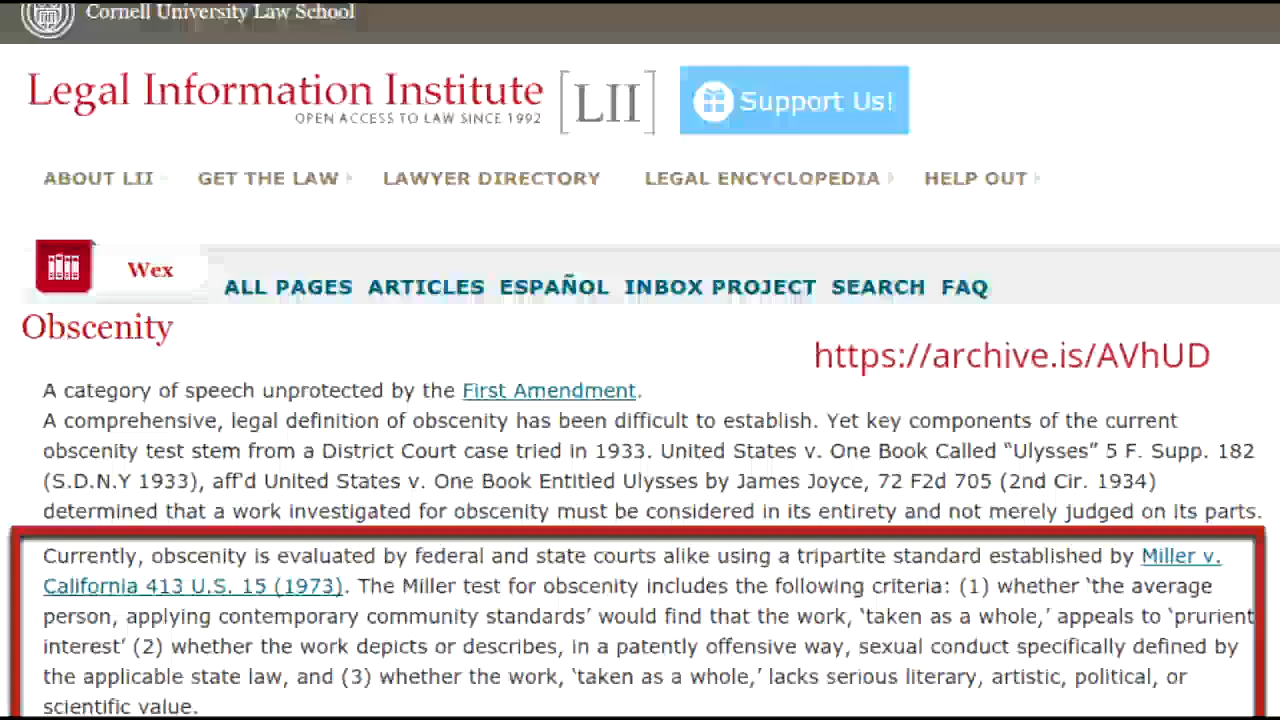 Cornell University Law School
Legal Information Institute [LII] Support Us!
OPEN ACCESS TO LAW SINCE 1992
ABOUT LII GET THE LAW LAWYER DIRECTORY LEGAL ENCYCLOPEDIA HELP OUT
Wex
ALL PAGES ARTICLES ESPAÑOL INBOX PROJECT SEARCH FAQ
Obscenity
https://archive.is/AVhUD
A category of speech unprotected by the First Amendment.
A comprehensive, legal definition of obscenity has been difficult to establish. Yet key components of the current
obscenity test stem from a District Court case tried in 1933. United States v. One Book Called “Ulysses” 5 F. Supp. 182
(S.D.N.Y 1933), aff’d United States v. One Book Entitled Ulysses by James Joyce, 72 F2d 705 (2nd Cir. 1934)
determined that a work investigated for obscenity must be considered in its entirety and not merely judged on its parts.
Currently, obscenity is evaluated by federal and state courts alike using a tripartite standard established by Miller v.
California 413 U.S. 15 (1973). The Miller test for obscenity includes the following criteria: (1) whether ‘the average
person, applying contemporary community standards’ would find that the work, ‘taken as a whole,’ appeals to ‘prurient
interest’ (2) whether the work depicts or describes, in a patently offensive way, sexual conduct specifically defined by
the applicable state law, and (3) whether the work, ‘taken as a whole,’ lacks serious literary, artistic, political, or
scientific value.